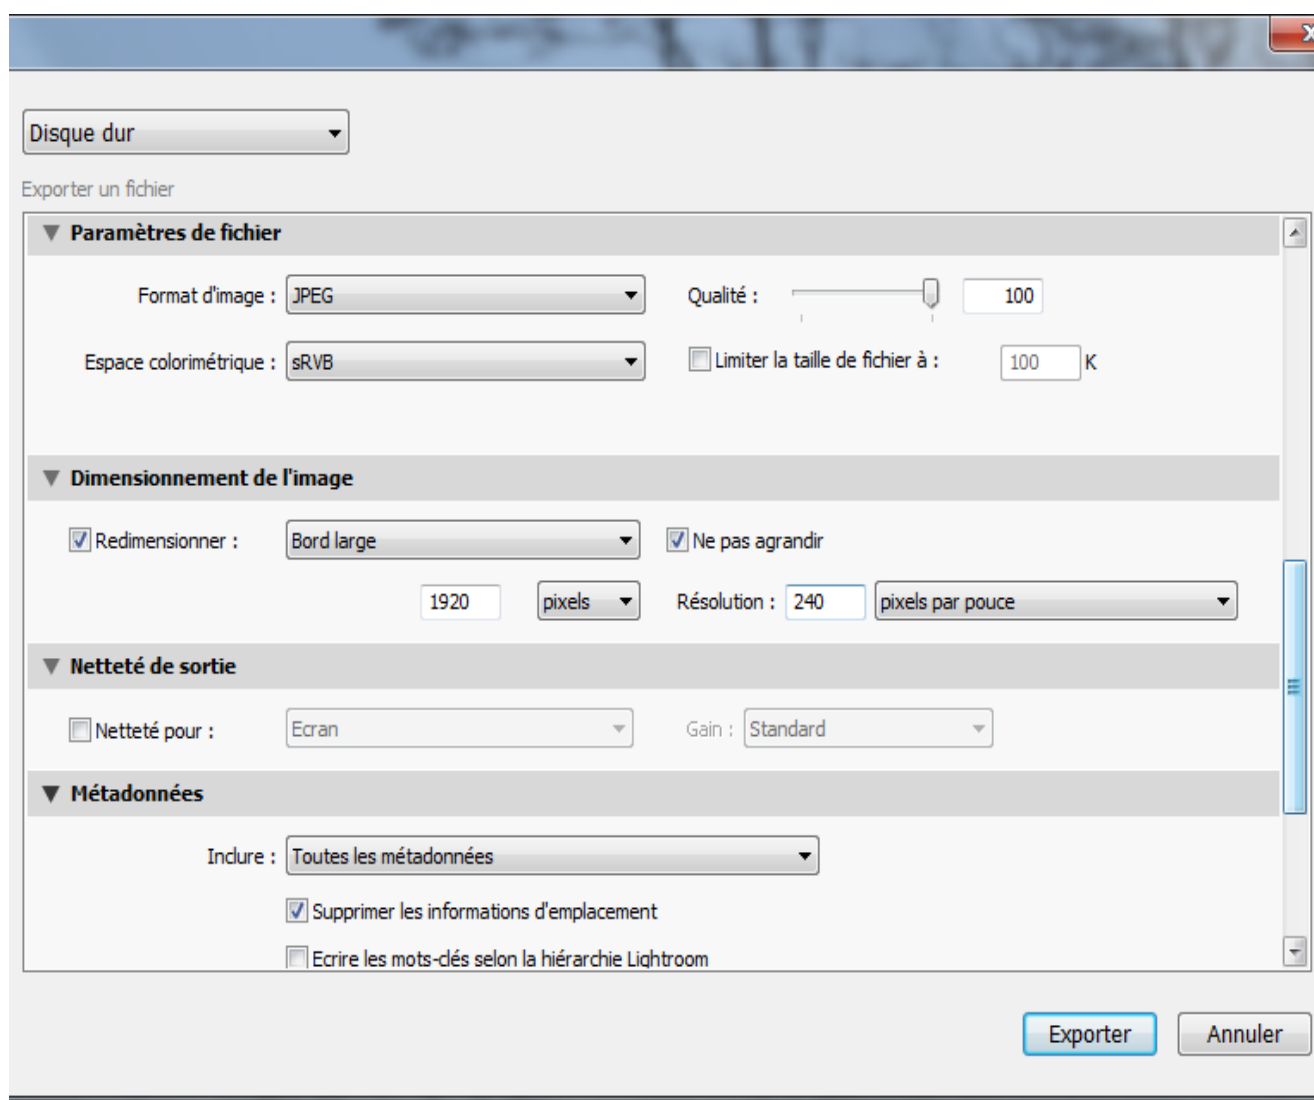 Disque dur
Exporter un fichier
Paramètres de fichier
Format d'image : JPEG Qualité : 100
Espace colorimétrique : sRVB Limiter la taille de fichier à : 100 K
Dimensionnement de l'image
Redimensionner : Bord large Ne pas agrandir
1920 pixels Résolution : 240 pixels par pouce
Netteté de sortie
Netteté pour : Ecran Gain : Standard
Métadonnées
Inclure : Toutes les métadonnées
Supprimer les informations d'emplacement
Ecrire les mots-clés selon la hiérarchie Lightroom
Exporter Annuler